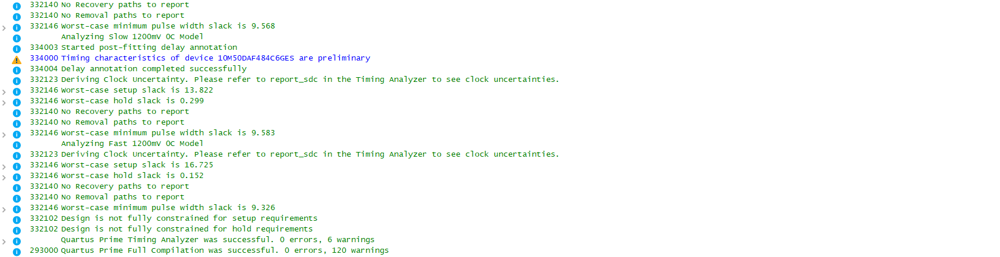 332140 No Recovery paths to report
332140 No Removal paths to report
332146 Worst-case minimum pulse width slack is 9.568
Analyzing Slow 1200mV 0C Model
334003 Started post-fitting delay annotation
334000 Timing characteristics of device 10M50DAF484C6GES are preliminary
334004 Delay annotation completed successfully
332123 Deriving Clock Uncertainty. Please refer to report_sdc in the Timing Analyzer to see clock uncertainties.
332146 Worst-case setup slack is 13.822
332146 Worst-case hold slack is 0.299
332140 No Recovery paths to report
332140 No Removal paths to report
332146 Worst-case minimum pulse width slack is 9.583
Analyzing Fast 1200mV 0C Model
332123 Deriving Clock Uncertainty. Please refer to report_sdc in the Timing Analyzer to see clock uncertainties.
332146 Worst-case setup slack is 16.725
332146 Worst-case hold slack is 0.152
332140 No Recovery paths to report
332140 No Removal paths to report
332146 Worst-case minimum pulse width slack is 9.326
332102 Design is not fully constrained for setup requirements
332102 Design is not fully constrained for hold requirements
Quartus Prime Timing Analyzer was successful. 0 errors, 6 warnings
293000 Quartus Prime Full Compilation was successful. 0 errors, 120 warnings